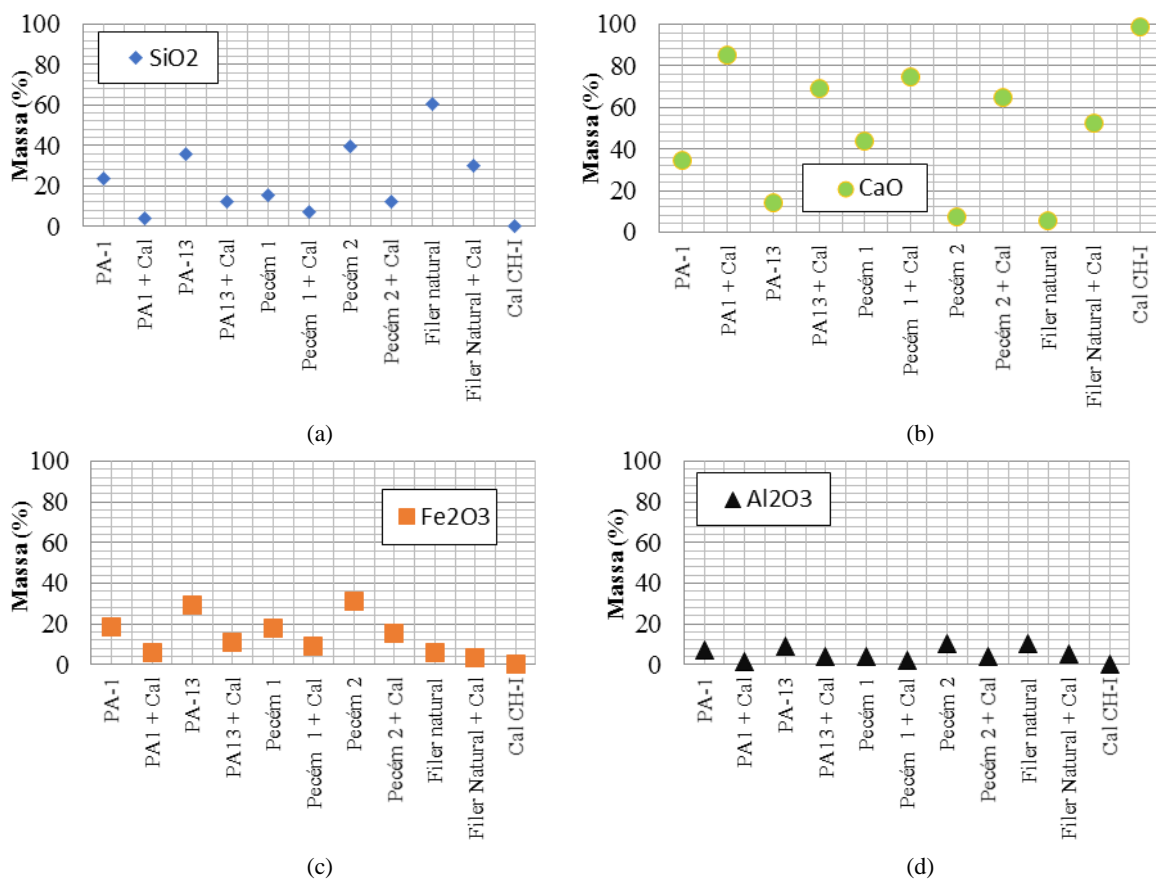 100
80
60
40
20
0
Massa (%)
SiO2
PA-1
PA1 + Cal
PA-13
PA13 + Cal
Pecém 1
Pecém 1 + Cal
Pecém 2
Pecém 2 + Cal
Filer natural
Filer Natural + Cal
Cal CH-I
(a)
100
80
60
40
20
0
Massa (%)
CaO
PA-1
PA1 + Cal
PA-13
PA13 + Cal
Pecém 1
Pecém 1 + Cal
Pecém 2
Pecém 2 + Cal
Filer natural
Filer Natural + Cal
Cal CH-I
(b)
100
80
60
40
20
0
Massa (%)
Fe2O3
PA-1
PA1 + Cal
PA-13
PA13 + Cal
Pecém 1
Pecém 1 + Cal
Pecém 2
Pecém 2 + Cal
Filer natural
Filer Natural + Cal
Cal CH-I
(c)
100
80
60
40
20
0
Massa (%)
Al2O3
PA-1
PA1 + Cal
PA-13
PA13 + Cal
Pecém 1
Pecém 1 + Cal
Pecém 2
Pecém 2 + Cal
Filer natural
Filer Natural + Cal
Cal CH-I
(d)